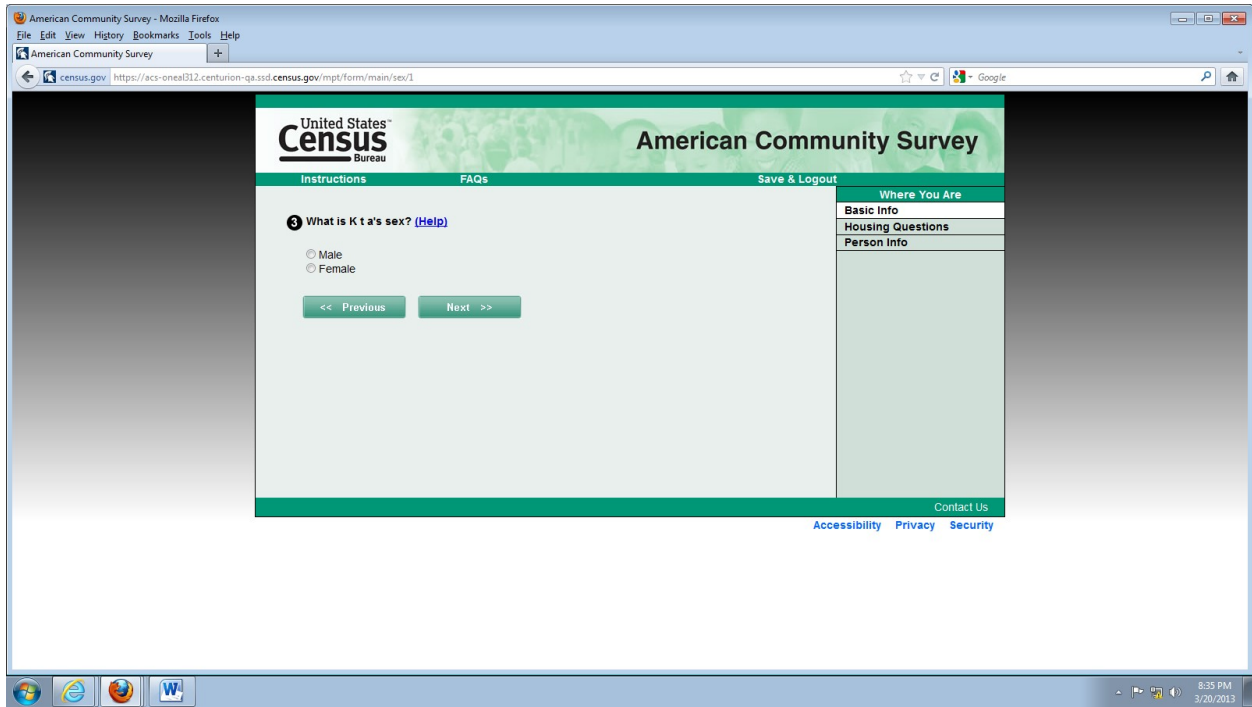 American Community Survey - Mozilla Firefox
File Edit View History Bookmarks Tools Help
American Community Survey +
census.gov https://acs-oneal312.centurion-qa.ssd.census.gov/mpt/form/main/sex/1 Google
United States™
Census
Bureau
American Community Survey
Instructions FAQs Save & Logout
Where You Are
Basic Info
Housing Questions
Person Info
3 What is K t a's sex? (Help)
Male
Female
<< Previous Next >>
Contact Us
Accessibility Privacy Security
W
8:35 PM
3/20/2013